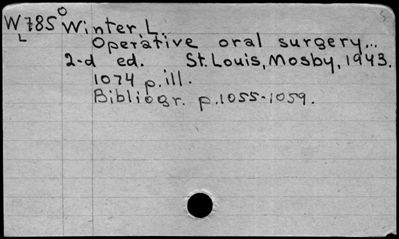 W785° Winter, L.
L Operative oral surgery...
2-d ed. St. Louis, Mosby, 1943.
1074 p. ill.
Bibliogr. p. 1055-1059.